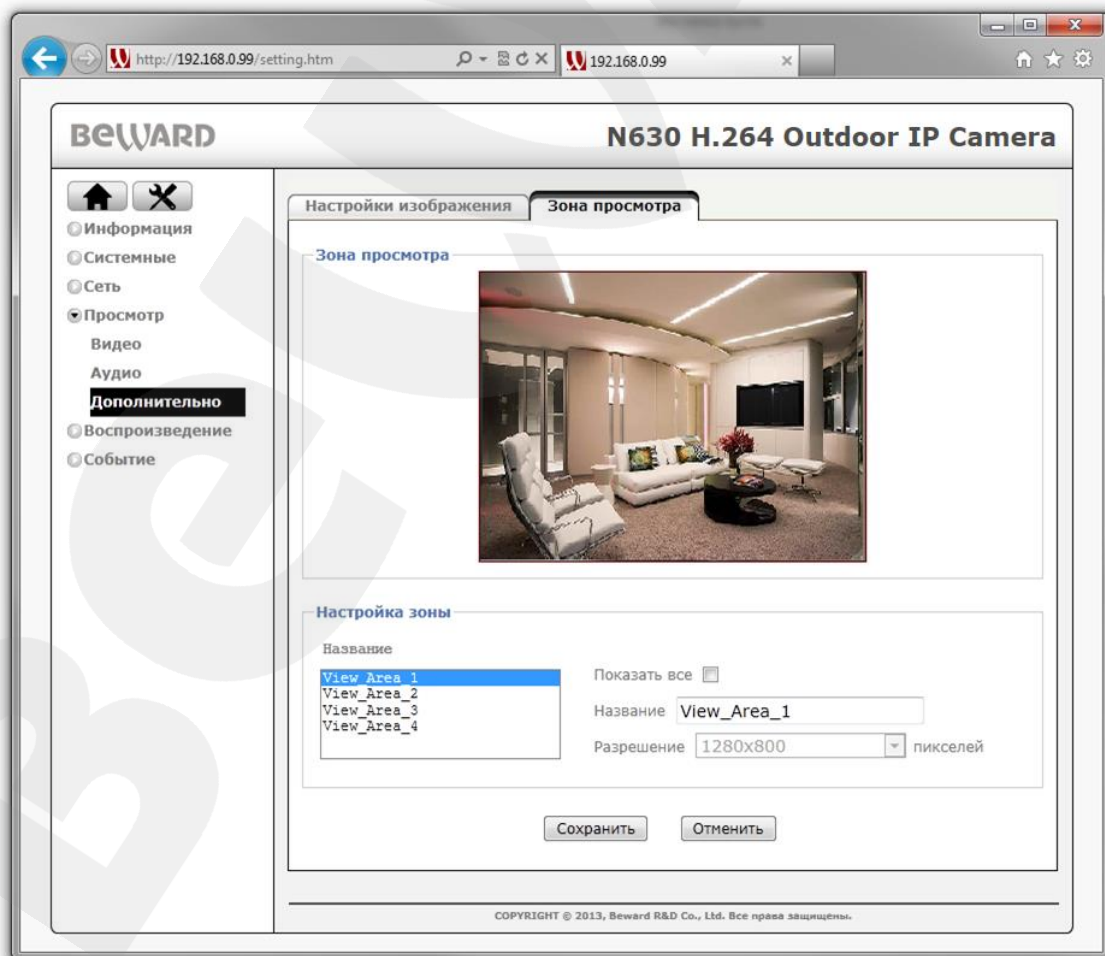 http://192.168.0.99/setting.htm
192.168.0.99
BEWARD
N630 H.264 Outdoor IP Camera
Настройки изображения
Зона просмотра
Информация
Системные
Сеть
Просмотр
Видео
Аудио
Дополнительно
Воспроизведение
Событие
Зона просмотра
Настройка зоны
Название
View_Area_1
View_Area_2
View_Area_3
View_Area_4
Показать все
Название View_Area_1
Разрешение 1280x800 пикселей
Сохранить Отменить
COPYRIGHT © 2013, Beward R&D Co., Ltd. Все права защищены.